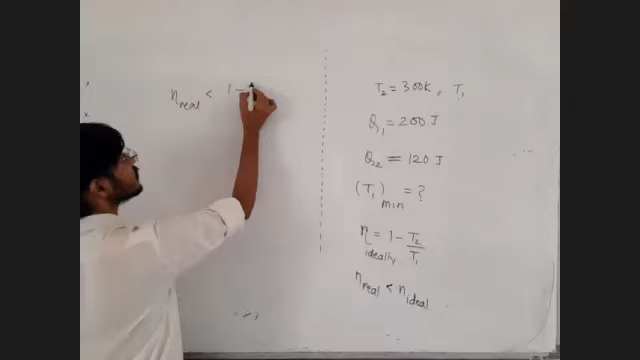 η_real < 1 −
T₂ = 300K, T₁
Q₁ = 200 J
Q₂ = 120 J
(T₁)_min = ?
η_ideally = 1 − T₂/T₁
η_real < η_ideal